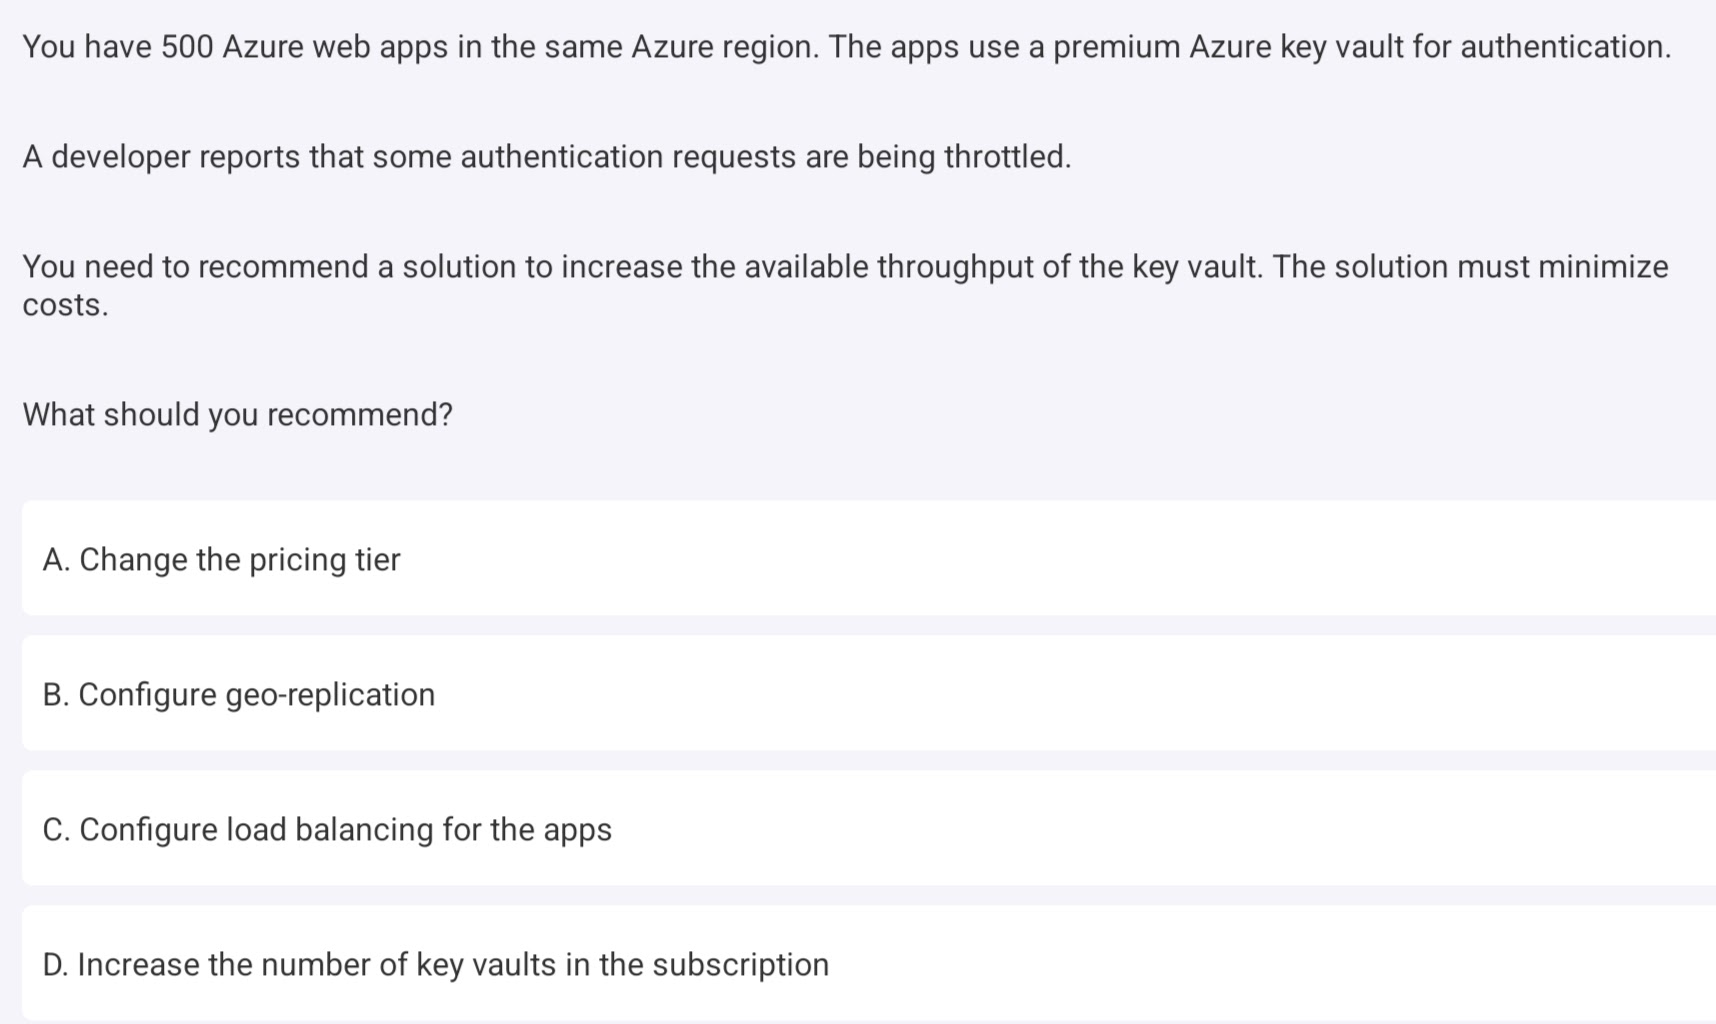 You have 500 Azure web apps in the same Azure region. The apps use a premium Azure key vault for authentication.
A developer reports that some authentication requests are being throttled.
You need to recommend a solution to increase the available throughput of the key vault. The solution must minimize
costs.
What should you recommend?
A. Change the pricing tier
B. Configure geo-replication
C. Configure load balancing for the apps
D. Increase the number of key vaults in the subscription